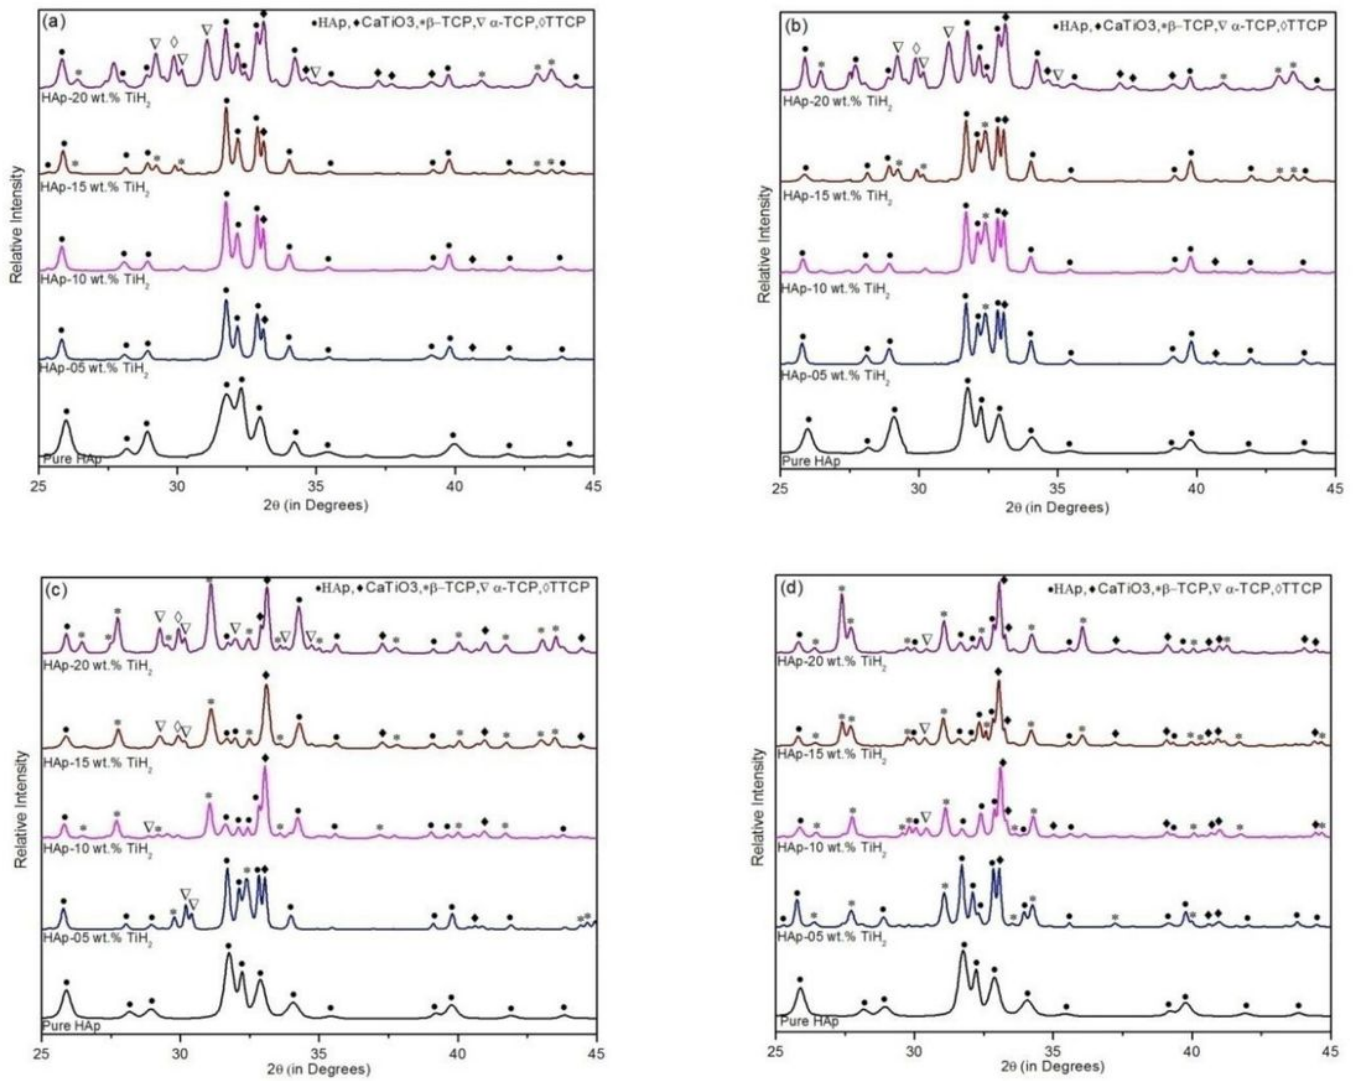 (a) •HAp,♦CaTiO3,*β–TCP,∇ α-TCP,◊TTCP
HAp-20 wt.% TiH2
HAp-15 wt.% TiH2
HAp-10 wt.% TiH2
HAp-05 wt.% TiH2
Pure HAp
Relative Intensity
25 30 35 40 45
2θ (in Degrees)
(b) •HAp,♦CaTiO3,*β–TCP,∇ α-TCP,◊TTCP
HAp-20 wt.% TiH2
HAp-15 wt.% TiH2
HAp-10 wt.% TiH2
HAp-05 wt.% TiH2
Pure HAp
Relative Intensity
25 30 35 40 45
2θ (in Degrees)
(c) •HAp,♦CaTiO3,*β–TCP,∇ α-TCP,◊TTCP
HAp-20 wt.% TiH2
HAp-15 wt.% TiH2
HAp-10 wt.% TiH2
HAp-05 wt.% TiH2
Pure HAp
Relative Intensity
25 30 35 40 45
2θ (in Degrees)
(d) •HAp,♦CaTiO3,*β–TCP,∇ α-TCP,◊TTCP
HAp-20 wt.% TiH2
HAp-15 wt.% TiH2
HAp-10 wt.% TiH2
HAp-05 wt.% TiH2
Pure HAp
Relative Intensity
25 30 35 40 45
2θ (in Degrees)